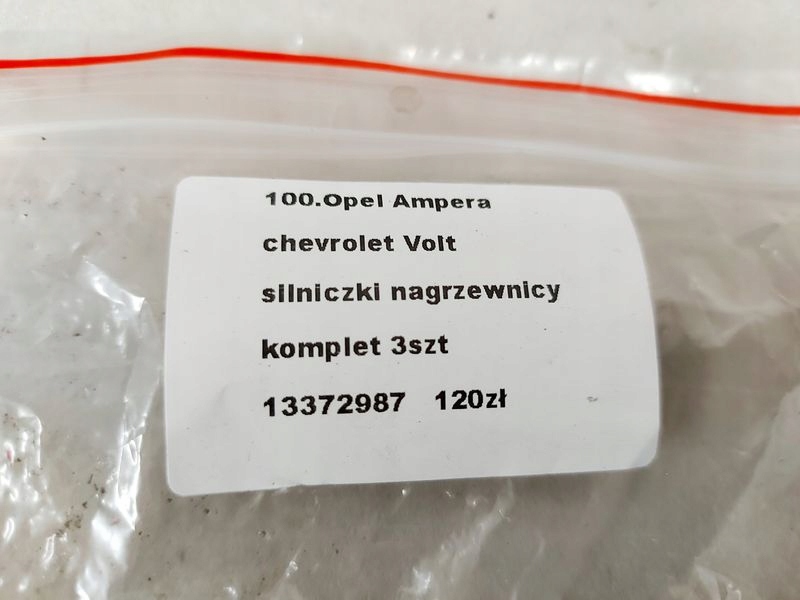 100.Opel Ampera
chevrolet Volt
silniczki nagrzewnicy
komplet 3szt
13372987 120zł